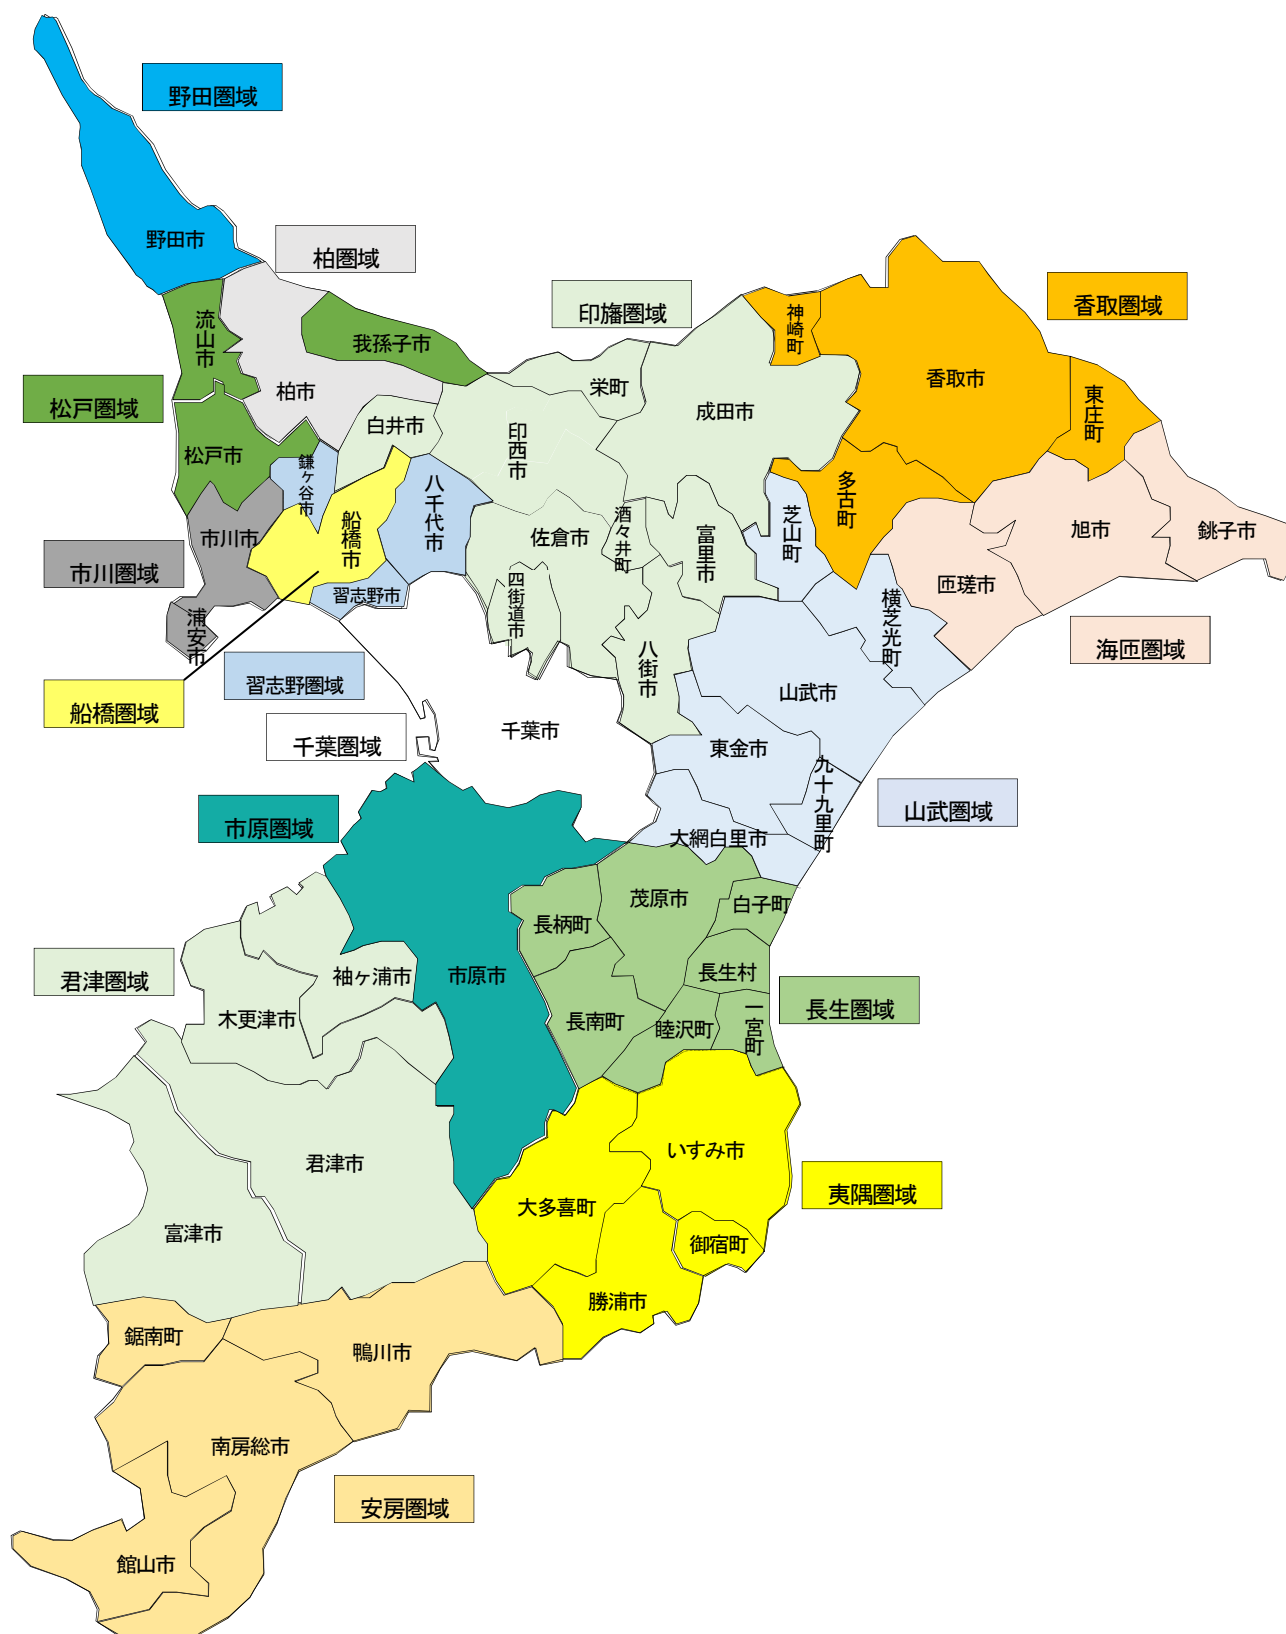 野田圏域
野田市
柏圏域
香取圏域
印旛圏域
神崎町
流山市
我孫子市
松戸圏域
柏市
栄町
成田市
香取市
東庄町
白井市
印西市
松戸市
鎌ヶ谷市
船橋市
八千代市
多古町
市川市
佐倉市
酒々井町
富里市
芝山町
旭市
銚子市
市川圏域
四街道市
習志野市
匝瑳市
横芝光町
浦安市
八街市
海匝圏域
習志野圏域
山武市
船橋圏域
千葉圏域
千葉市
東金市
九十九里町
山武圏域
市原圏域
大網白里市
茂原市
白子町
長柄町
君津圏域
袖ヶ浦市
市原市
長生村
長生圏域
木更津市
長南町
睦沢町
一宮町
君津市
いすみ市
夷隅圏域
大多喜町
富津市
御宿町
勝浦市
鋸南町
鴨川市
南房総市
安房圏域
館山市